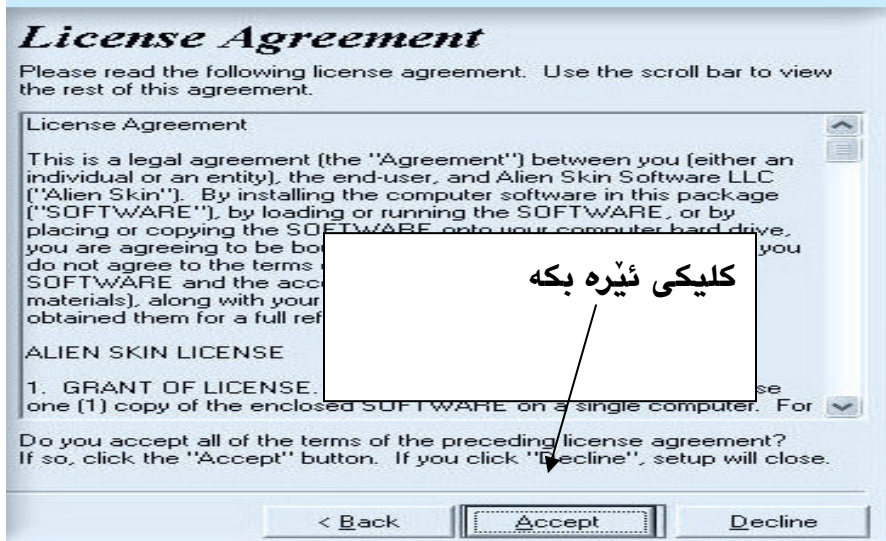 License Agreement
Please read the following license agreement.  Use the scroll bar to view
the rest of this agreement.
License Agreement
This is a legal agreement (the "Agreement") between you (either an
individual or an entity), the end-user, and Alien Skin Software LLC
("Alien Skin").  By installing the computer software in this package
("SOFTWARE"), by loading or running the SOFTWARE, or by
placing or copying the SOFTWARE onto your computer hard drive,
you are agreeing to be you
do not agree to the terms
SOFTWARE and the
materials), along with your
obtained them for a full
کلیکی ئێره بکه
ALIEN SKIN LICENSE
1.  GRANT OF LICENSE.
one (1) copy of the enclosed SOFTWARE on a single computer.  For
Do you accept all of the terms of the preceding license agreement?
If so, click the "Accept" button.  If you click "Decline", setup will close.
< Back
Accept
Decline